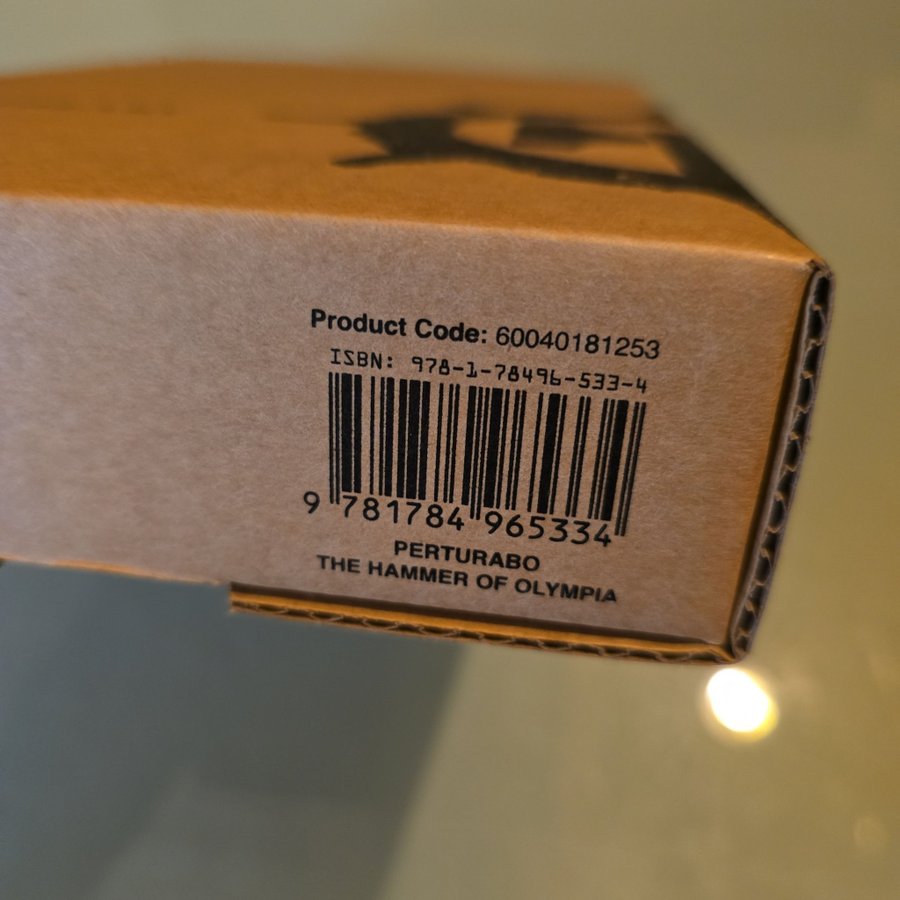 Product Code: 60040181253
ISBN: 978-1-78496-533-4
9 781784 965334
PERTURABO
THE HAMMER OF OLYMPIA